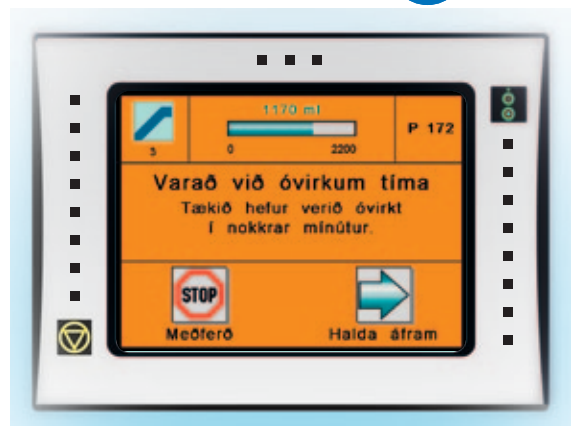 1170 ml
3
0
2200
P 172
Varað við óvirkum tíma
Tækið hefur verið óvirkt
í nokkrar mínútur.
STOP
Meðferð
Halda áfram